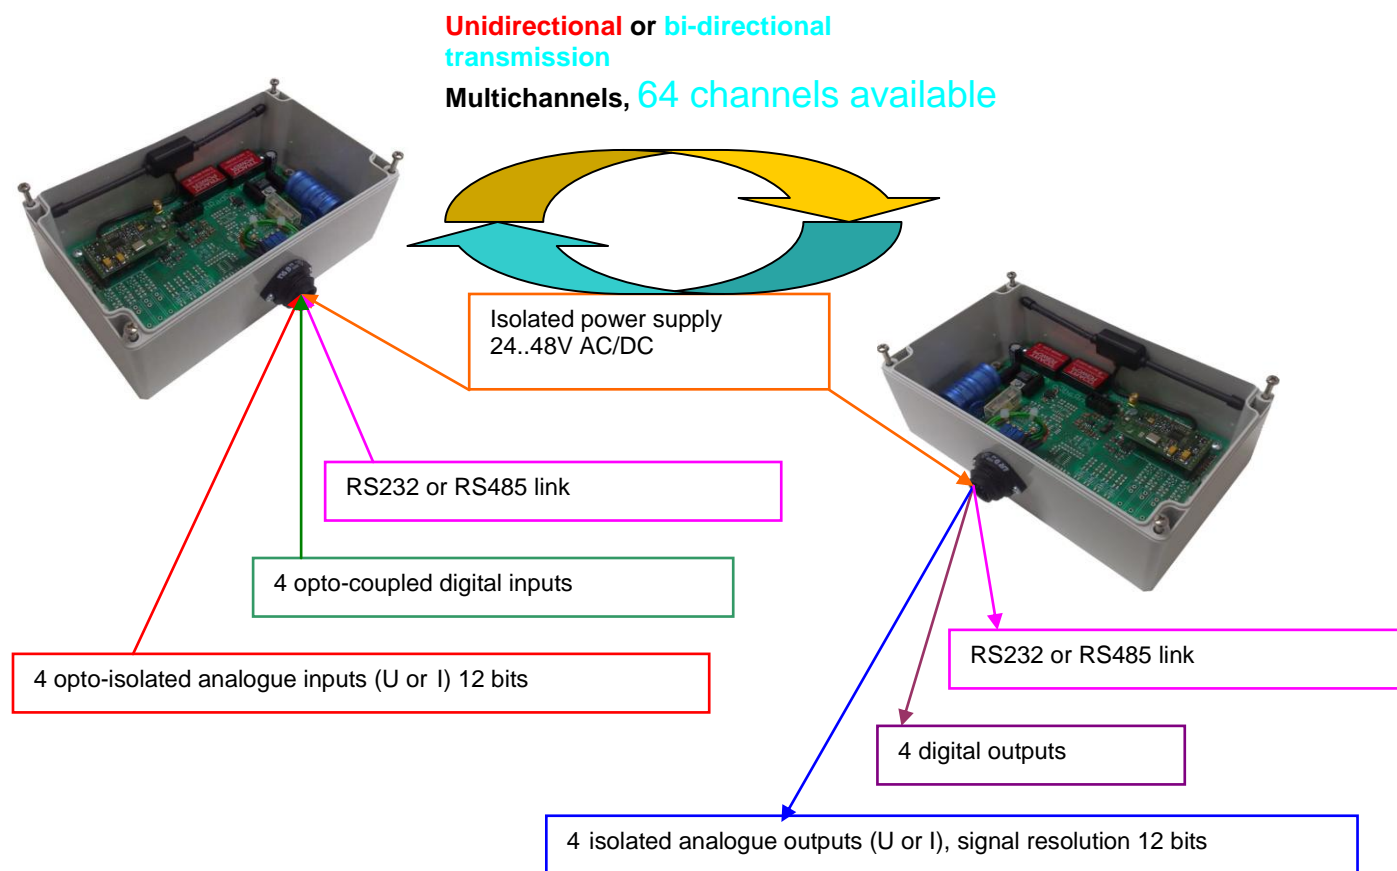 Unidirectional or bi-directional
transmission
Multichannels, 64 channels available
Isolated power supply
24..48V AC/DC
RS232 or RS485 link
4 opto-coupled digital inputs
4 opto-isolated analogue inputs (U or I) 12 bits
RS232 or RS485 link
4 digital outputs
4 isolated analogue outputs (U or I), signal resolution 12 bits